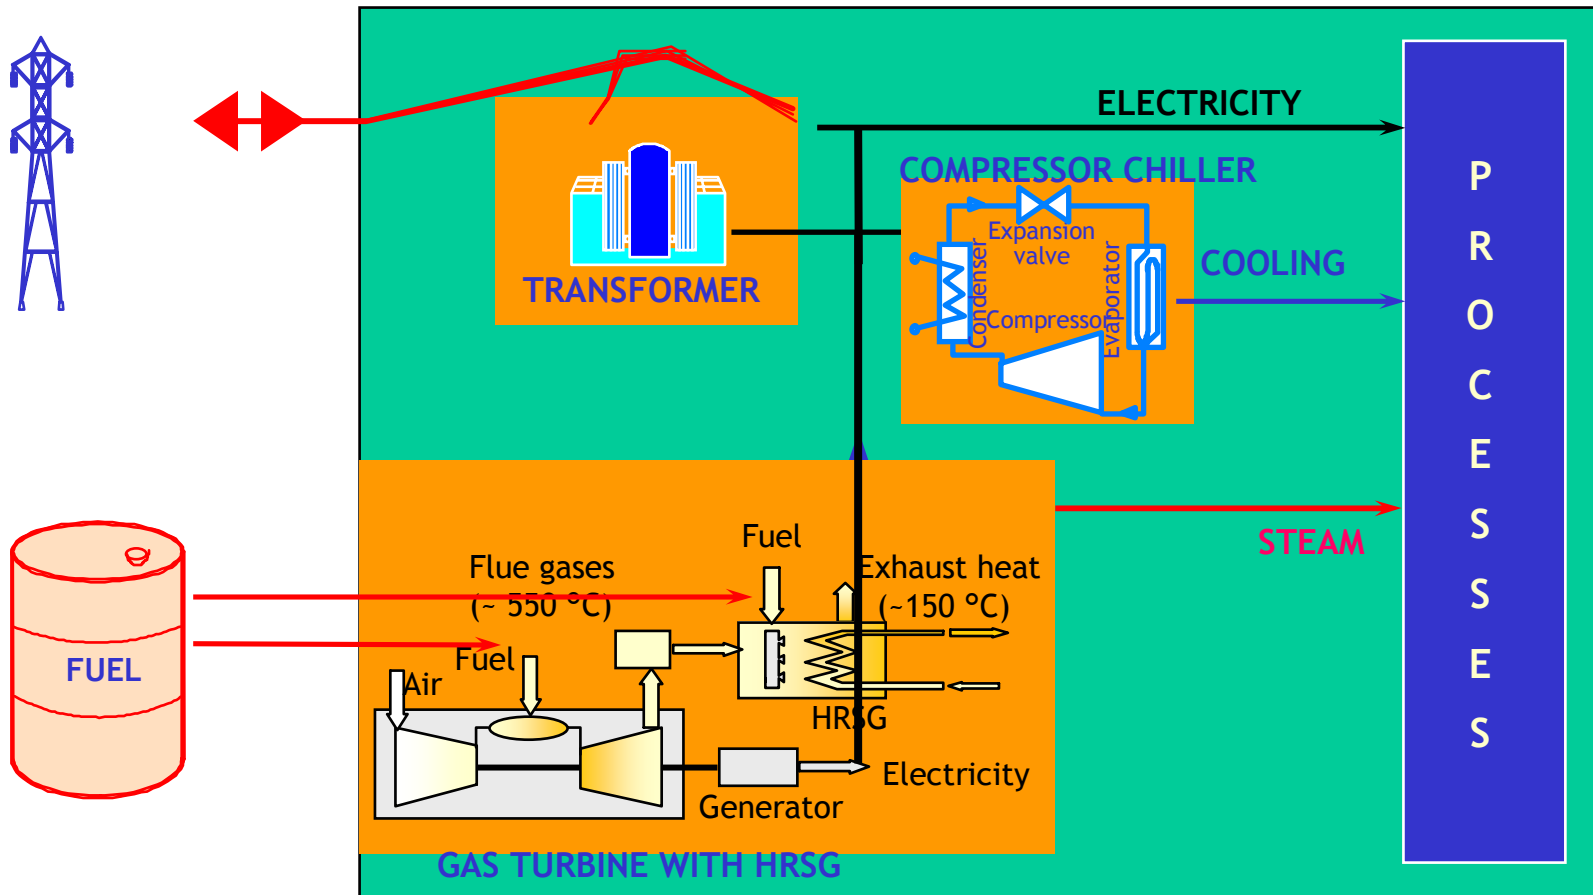 ELECTRICITY
COMPRESSOR CHILLER
Expansion
valve
Condenser
Evaporator
Compressor
COOLING
TRANSFORMER
P
R
O
C
E
S
S
E
S
STEAM
Fuel
Flue gases
(~ 550 °C)
Exhaust heat
(~150 °C)
FUEL
Fuel
Air
HRSG
Electricity
Generator
GAS TURBINE WITH HRSG